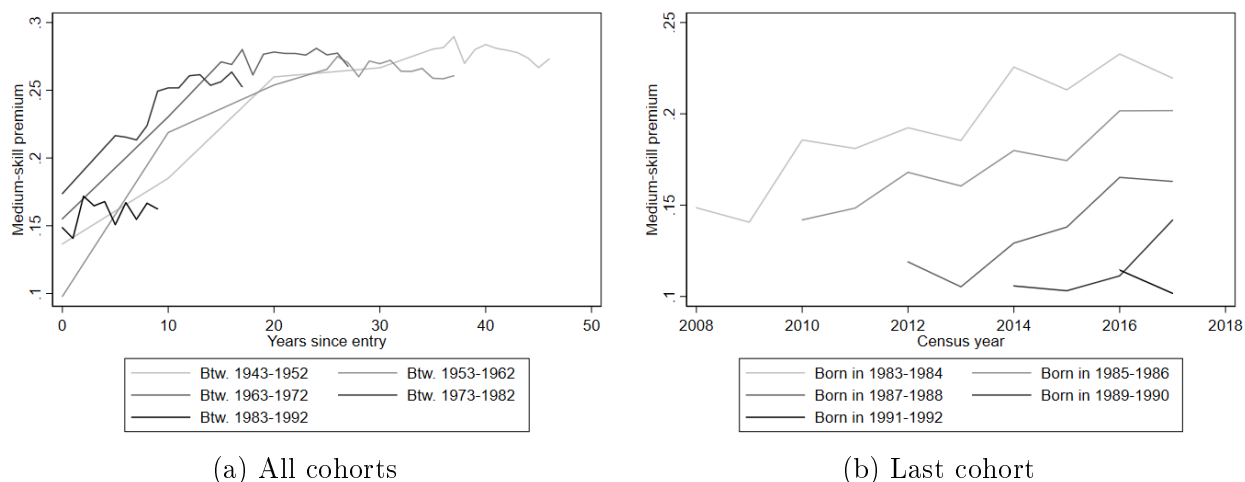 Medium-skill premium
.3
.25
.2
.15
.1
0 10 20 30 40 50
Years since entry
Btw. 1943-1952 Btw. 1953-1962
Btw. 1963-1972 Btw. 1973-1982
Btw. 1983-1992
(a) All cohorts
Medium-skill premium
.25
.2
.15
.1
2008 2010 2012 2014 2016 2018
Census year
Born in 1983-1984 Born in 1985-1986
Born in 1987-1988 Born in 1989-1990
Born in 1991-1992
(b) Last cohort